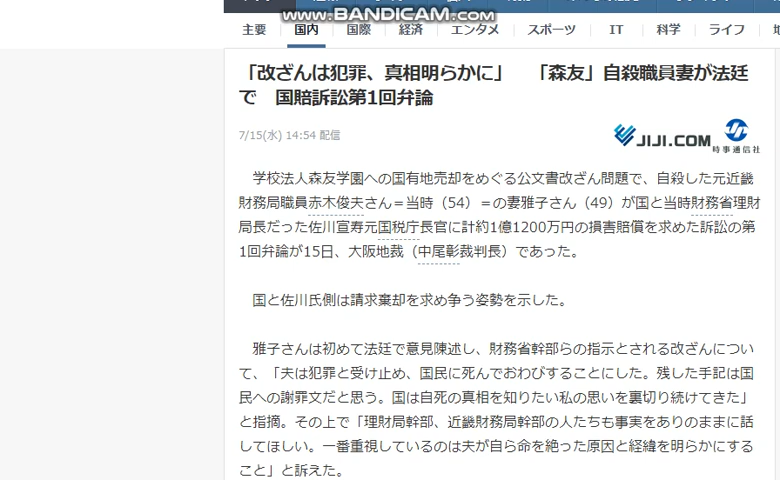 www.BANDICAM.com
主要 国内 国際 経済 エンタメ スポーツ IT 科学 ライフ
「改ざんは犯罪、真相明らかに」 「森友」自殺職員妻が法廷
で 国賠訴訟第1回弁論
7/15(水) 14:54 配信
JIJI.COM 時事通信社
学校法人森友学園への国有地売却をめぐる公文書改ざん問題で、自殺した元近畿
財務局職員赤木俊夫さん＝当時（54）＝の妻雅子さん（49）が国と当時財務省理財
局長だった佐川宣寿元国税庁長官に計約1億1200万円の損害賠償を求めた訴訟の第
1回弁論が15日、大阪地裁（中尾彰裁判長）であった。
国と佐川氏側は請求棄却を求め争う姿勢を示した。
雅子さんは初めて法廷で意見陳述し、財務省幹部らの指示とされる改ざんについ
て、「夫は犯罪と受け止め、国民に死んでおわびすることにした。残した手記は国
民への謝罪文だと思う。国は自死の真相を知りたい私の思いを裏切り続けてきた」
と指摘。その上で「理財局幹部、近畿財務局幹部の人たちも事実をありのままに話
してほしい。一番重視しているのは夫が自ら命を絶った原因と経緯を明らかにする
こと」と訴えた。